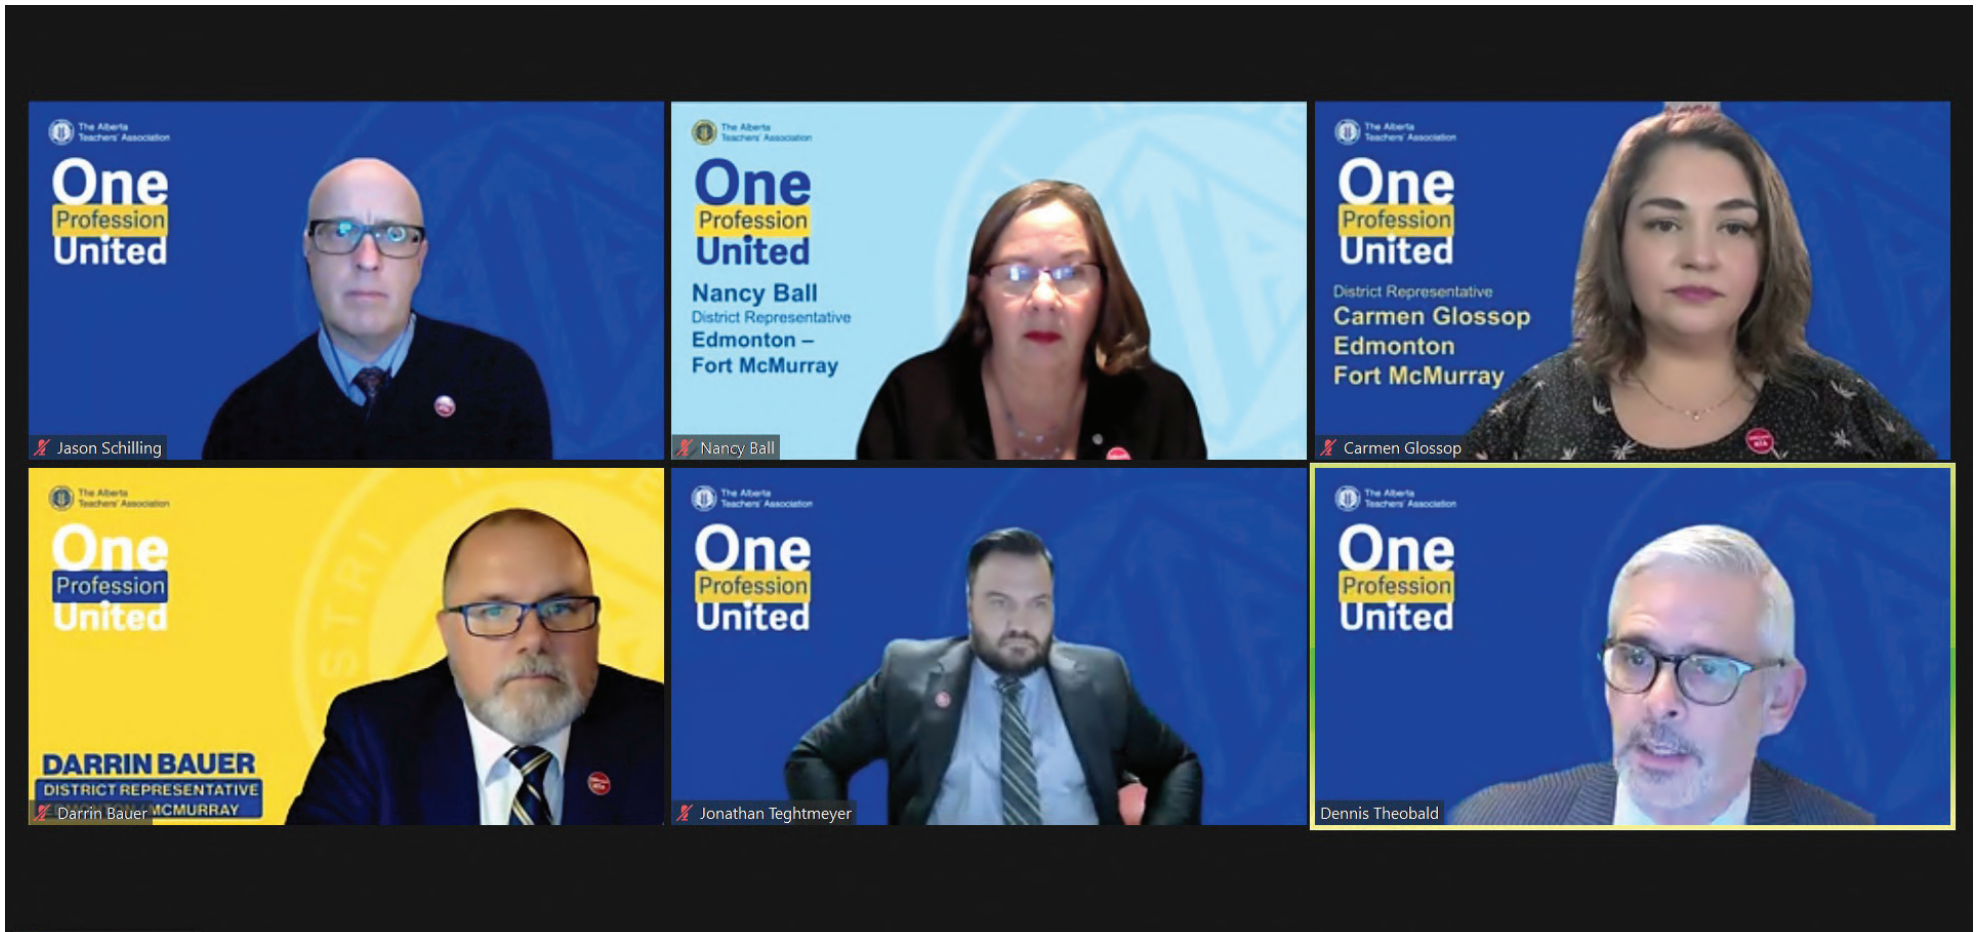 The Alberta
Teachers' Association
One
Profession
United
Jason Schilling
The Alberta
Teachers' Association
One
Profession
United
Nancy Ball
District Representative
Edmonton –
Fort McMurray
Nancy Ball
The Alberta
Teachers' Association
One
Profession
United
District Representative
Carmen Glossop
Edmonton
Fort McMurray
Carmen Glossop
The Alberta
Teachers' Association
One
Profession
United
DARRIN BAUER
DISTRICT REPRESENTATIVE
EDMONTON / MCMURRAY
Darrin Bauer
The Alberta
Teachers' Association
One
Profession
United
Jonathan Teghtmeyer
The Alberta
Teachers' Association
One
Profession
United
Dennis Theobald